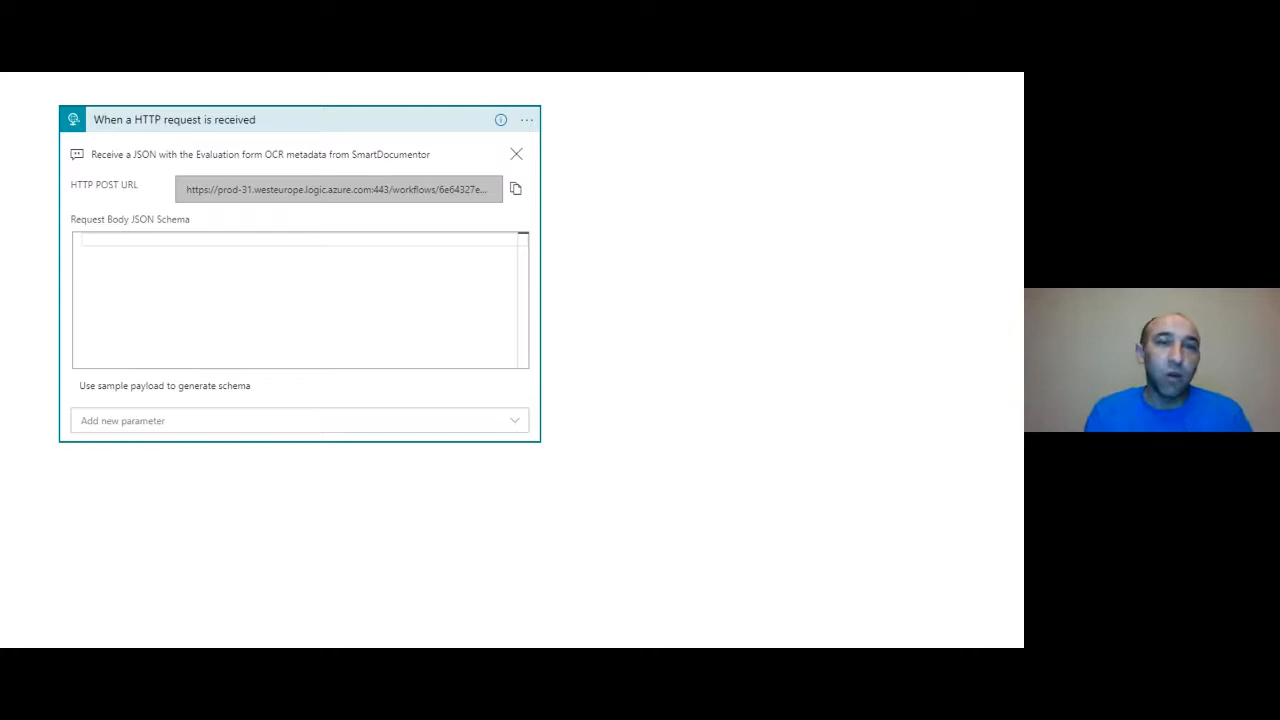 When a HTTP request is received
Receive a JSON with the Evaluation form OCR metadata from SmartDocumentor
HTTP POST URL
https://prod-31.westeurope.logic.azure.com:443/workflows/6e64327e...
Request Body JSON Schema
Use sample payload to generate schema
Add new parameter